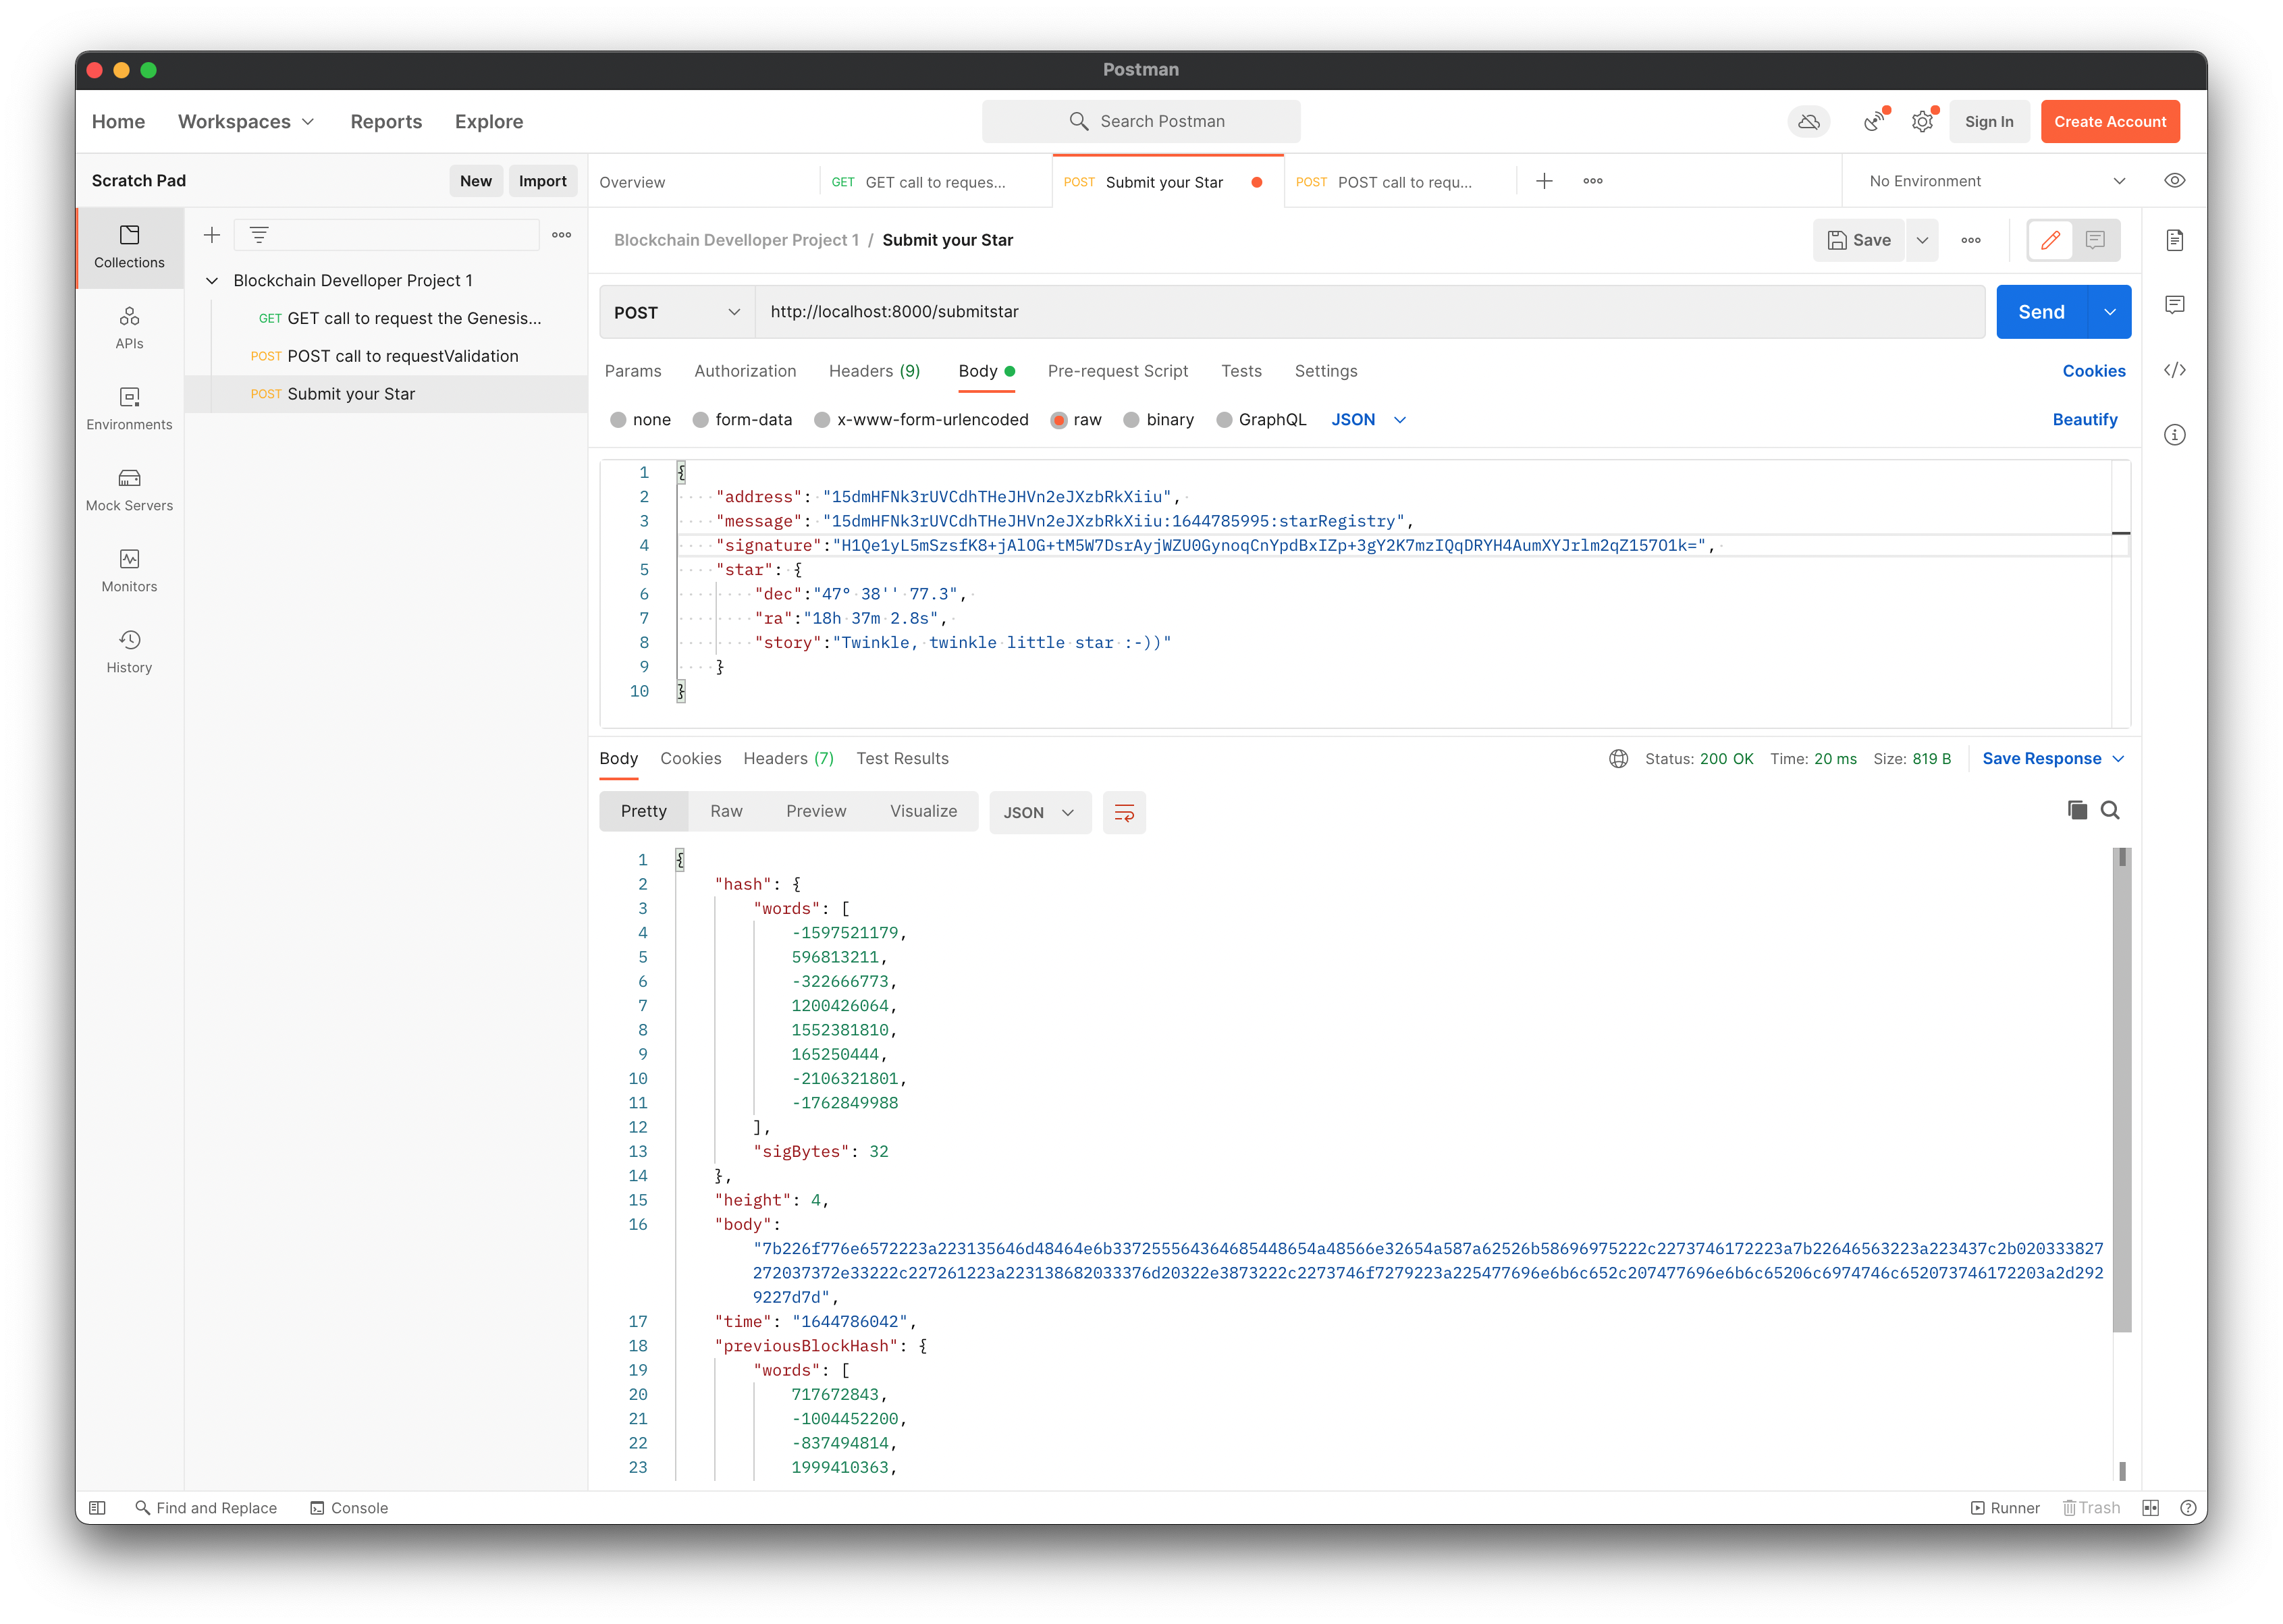 Postman
Home Workspaces Reports Explore Search Postman Sign In Create Account
Scratch Pad New Import Overview GET GET call to reques... POST Submit your Star POST POST call to requ... No Environment
Collections
APIs
Environments
Mock Servers
Monitors
History
Blockchain Develloper Project 1
GET GET call to request the Genesis...
POST POST call to requestValidation
POST Submit your Star
Blockchain Develloper Project 1 / Submit your Star Save
POST http://localhost:8000/submitstar Send
Params Authorization Headers (9) Body Pre-request Script Tests Settings Cookies
none form-data x-www-form-urlencoded raw binary GraphQL JSON Beautify
1 {
2 "address": "15dmHFNk3rUVCdhTHeJHVn2eJXzbRkXiiu",
3 "message": "15dmHFNk3rUVCdhTHeJHVn2eJXzbRkXiiu:1644785995:starRegistry",
4 "signature":"H1Qe1yL5mSzsfK8+jAlOG+tM5W7DsrAyjWZU0GynoqCnYpdBxIZp+3gY2K7mzIQqDRYH4AumXYJrlm2qZ157O1k=",
5 "star": {
6 "dec":"47° 38'' 77.3",
7 "ra":"18h 37m 2.8s",
8 "story":"Twinkle, twinkle little star :-))"
9 }
10 }
Body Cookies Headers (7) Test Results Status: 200 OK Time: 20 ms Size: 819 B Save Response
Pretty Raw Preview Visualize JSON
1 {
2 "hash": {
3 "words": [
4 -1597521179,
5 596813211,
6 -322666773,
7 1200426064,
8 1552381810,
9 165250444,
10 -2106321801,
11 -1762849988
12 ],
13 "sigBytes": 32
14 },
15 "height": 4,
16 "body":
"7b226f776e6572223a223135646d48464e6b337255564364685448654a48566e32654a587a62526b58696975222c2273746172223a7b22646563223a223437c2b020333827
272037372e33222c227261223a223138682033376d20322e3873222c2273746f7279223a225477696e6b6c652c207477696e6b6c65206c6974746c652073746172203a2d292
9227d7d",
17 "time": "1644786042",
18 "previousBlockHash": {
19 "words": [
20 717672843,
21 -1004452200,
22 -837494814,
23 1999410363,
Find and Replace Console Runner Trash